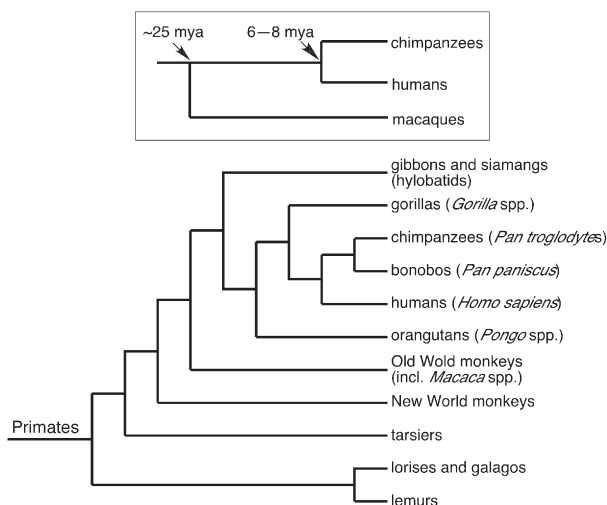 ~25 mya
6–8 mya
chimpanzees
humans
macaques
gibbons and siamangs
(hylobatids)
gorillas (Gorilla spp.)
chimpanzees (Pan troglodytes)
bonobos (Pan paniscus)
humans (Homo sapiens)
orangutans (Pongo spp.)
Old Wold monkeys
(incl. Macaca spp.)
New World monkeys
Primates
tarsiers
lorises and galagos
lemurs